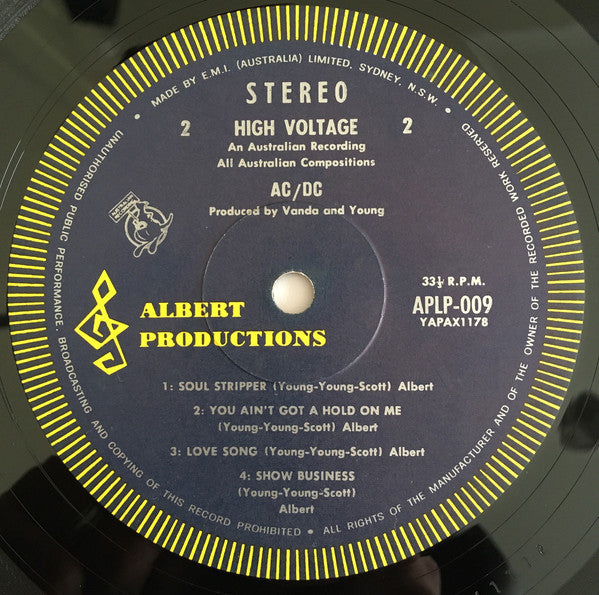 • MADE BY E.M.I. (AUSTRALIA) LIMITED, SYDNEY, N.S.W. •
STEREO
2 HIGH VOLTAGE 2
An Australian Recording
All Australian Compositions
AC/DC
Produced by Vanda and Young
33⅓ R.P.M.
APLP-009
YAPAX1178
ALBERT
PRODUCTIONS
1: SOUL STRIPPER (Young-Young-Scott) Albert
2: YOU AIN'T GOT A HOLD ON ME
(Young-Young-Scott) Albert
3: LOVE SONG (Young-Young-Scott) Albert
4: SHOW BUSINESS
(Young-Young-Scott)
Albert
UNAUTHORISED PUBLIC PERFORMANCE, BROADCASTING AND COPYING OF THIS RECORD PROHIBITED • ALL RIGHTS OF THE MANUFACTURER AND OF THE OWNER OF THE RECORDED WORK RESERVED